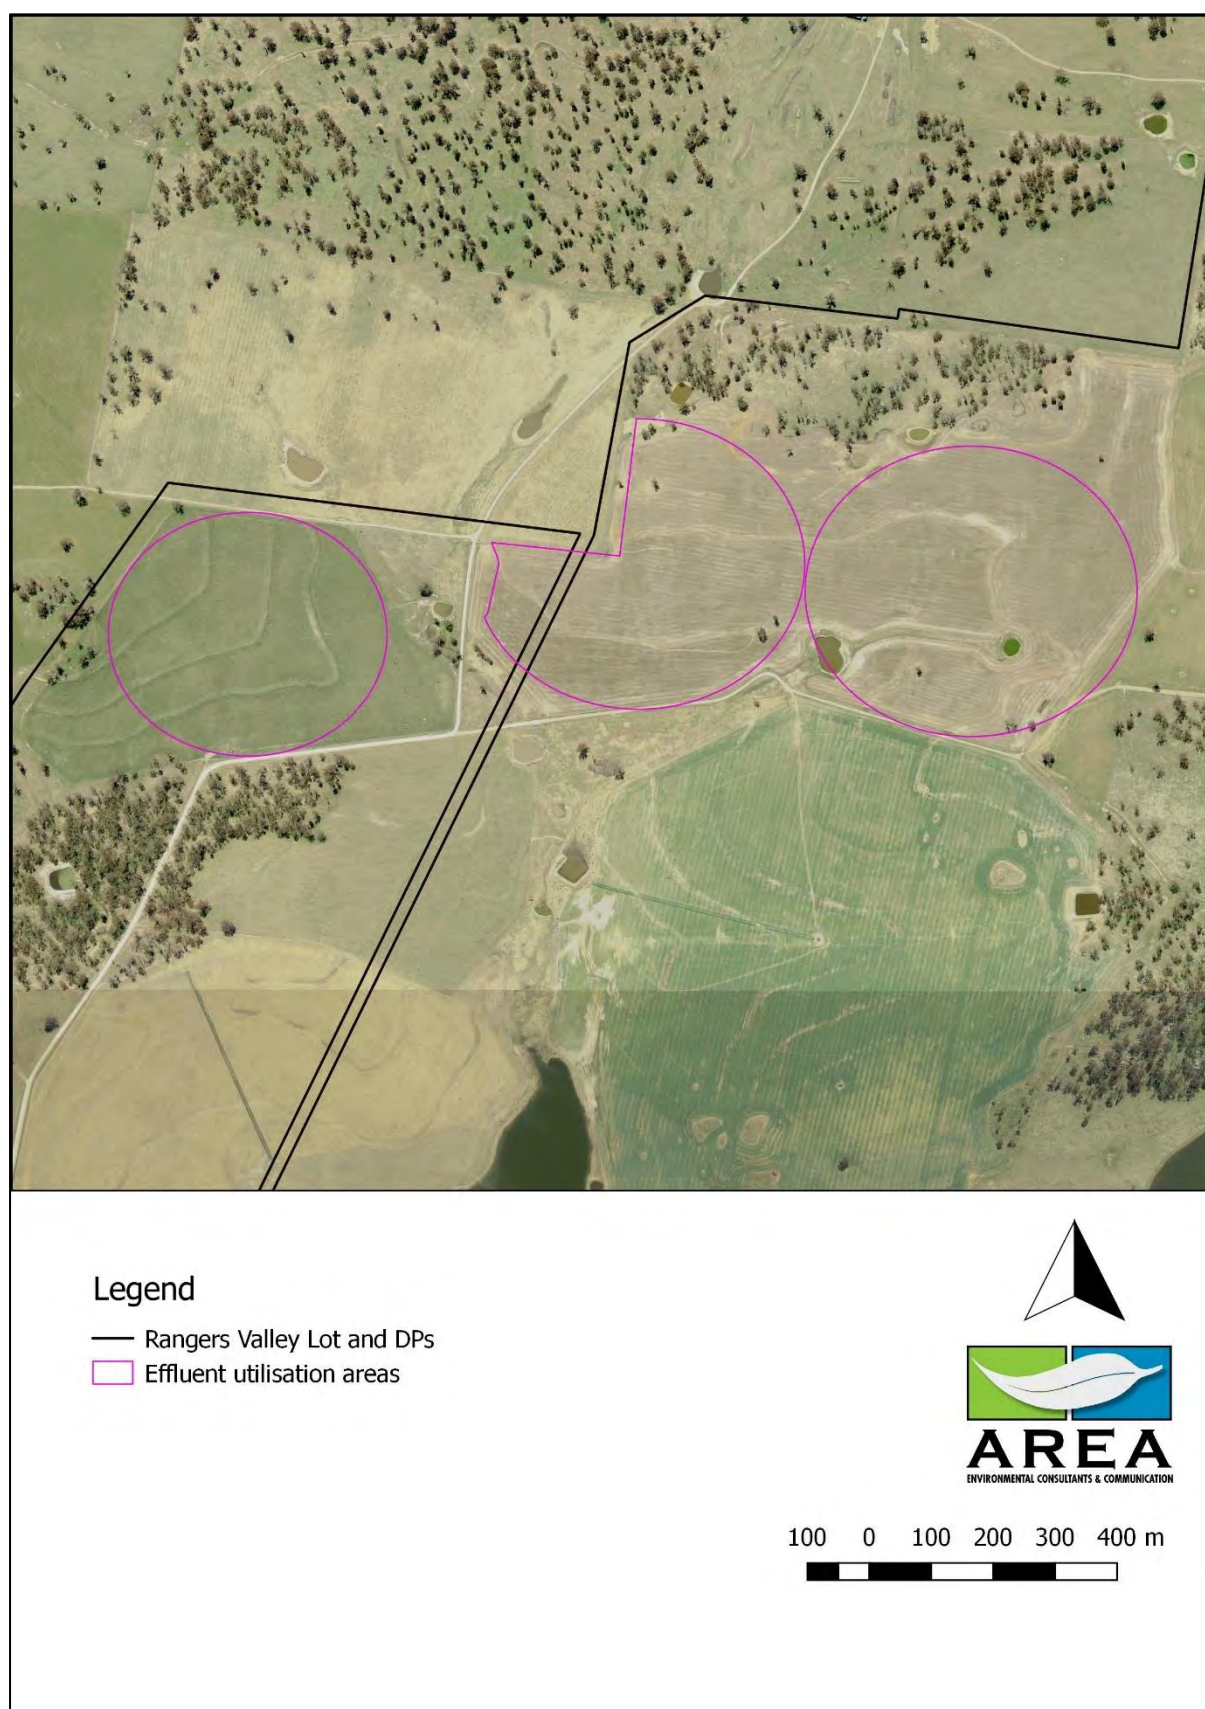 Legend
Rangers Valley Lot and DPs
Effluent utilisation areas
AREA
ENVIRONMENTAL CONSULTANTS & COMMUNICATION
100 0 100 200 300 400 m